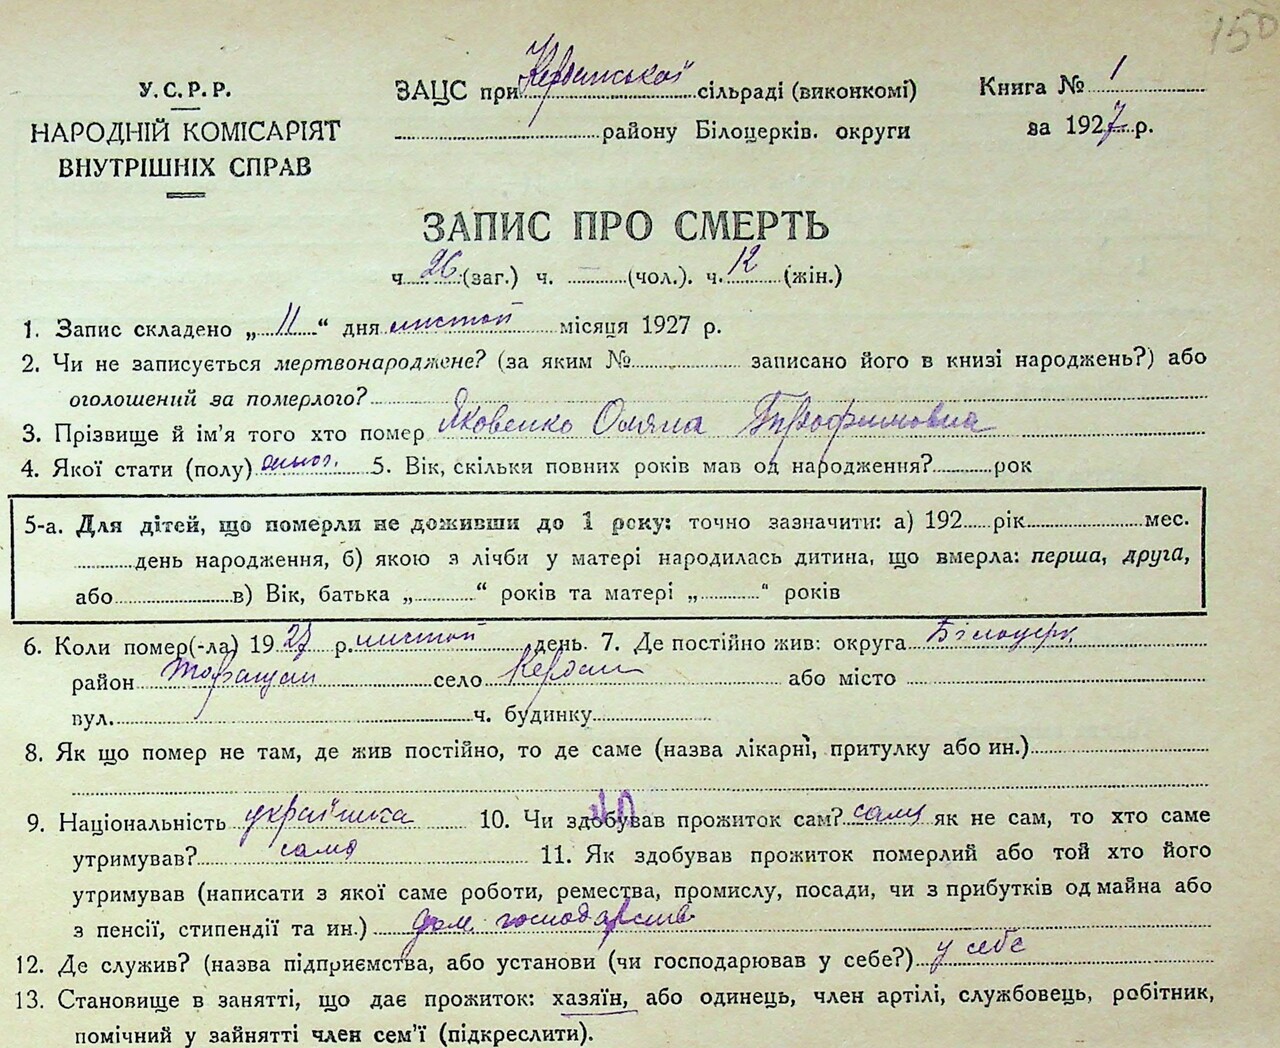 150
У.С.Р.Р.
НАРОДНІЙ КОМІСАРІЯТ
ВНУТРІШНІХ СПРАВ
ЗАЦС при Керданської сільраді (виконкомі)
району Білоцерків. округи
Книга № 1
за 1927 р.
ЗАПИС ПРО СМЕРТЬ
ч. 26 (заг.) ч. — (чол.). ч. 12 (жін.)
1. Запис складено „ 11 “ дня листоп місяця 1927 р.
2. Чи не записується мертвонароджене? (за яким № записано його в книзі народжень?) або
оголошений за померлого?
3. Прізвище й ім'я того хто помер Яковенко Оляна
4. Якої стати (полу) жіноч. 5. Вік, скільки повних років мав од народження? рок
5-а. Для дітей, що померли не доживши до 1 року: точно зазначити: а) 192 рік мес.
день народження, б) якою з лічби у матері народилась дитина, що вмерла: перша, друга,
або в) Вік, батька „ “ років та матері „ “ років
6. Коли помер(-ла) 1927 р. листоп день. 7. Де постійно жив: округа Білоцерк
район Таращан село Кердан або місто
вул. ч. будинку
8. Як що помер не там, де жив постійно, то де саме (назва лікарні, притулку або ин.)
9. Національність українка 10. Чи здобував прожиток сам? сама як не сам, то хто саме
утримував? сама 11. Як здобував прожиток померлий або той хто його
утримував (написати з якої саме роботи, ремества, промислу, посади, чи з прибутків од майна або
з пенсії, стипендії та ин.) дом. господарств
12. Де служив? (назва підприємства, або установи (чи господарював у себе?) у себе
13. Становище в занятті, що дає прожиток: хазяїн, або одинець, член артілі, службовець, робітник,
помічний у зайнятті член сем'ї (підкреслити).